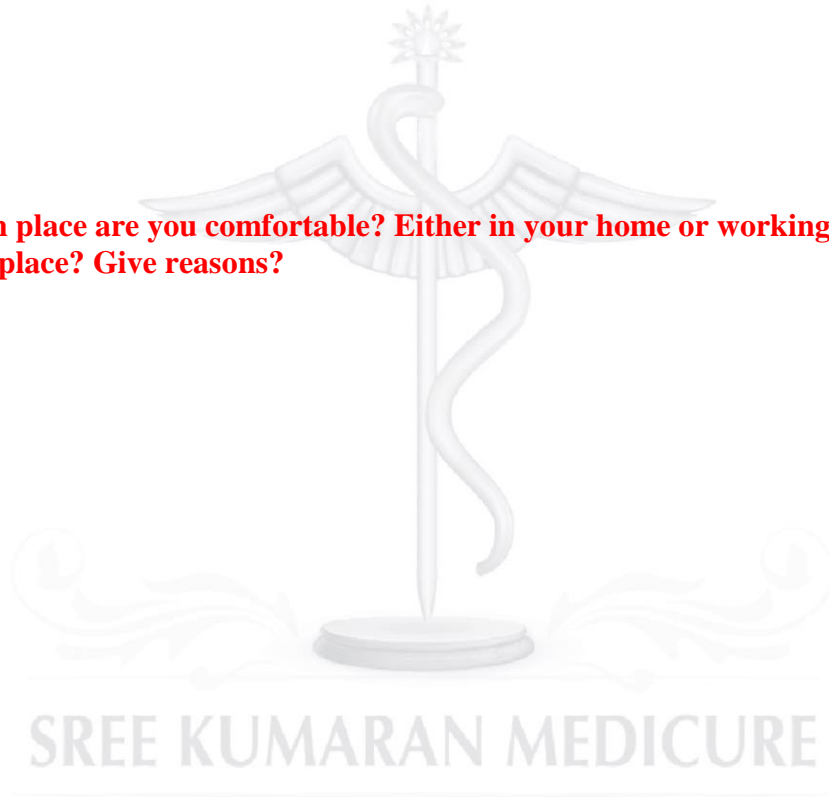 place are you comfortable? Either in your home or working
place? Give reasons?
SREE KUMARAN MEDICURE